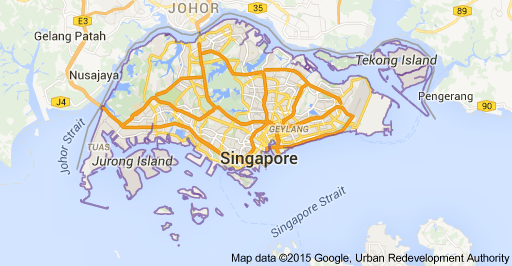 JOHOR
35
89
E3
Gelang Patah
Tekong Island
Nusajaya
Pengerang
J4
90
Johor Strait
GEYLANG
TUAS
Jurong Island
Singapore
Singapore Strait
Map data ©2015 Google, Urban Redevelopment Authority